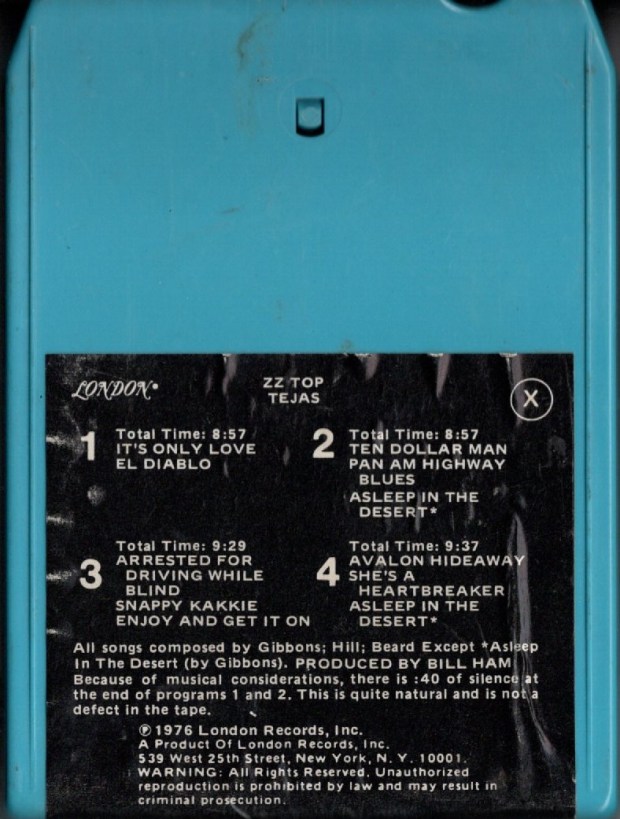 LONDON®
ZZ TOP
TEJAS
X
1
Total Time: 8:57
IT'S ONLY LOVE
EL DIABLO
2
Total Time: 8:57
TEN DOLLAR MAN
PAN AM HIGHWAY
BLUES
ASLEEP IN THE
DESERT*
3
Total Time: 9:29
ARRESTED FOR
DRIVING WHILE
BLIND
SNAPPY KAKKIE
ENJOY AND GET IT ON
4
Total Time: 9:37
AVALON HIDEAWAY
SHE'S A
HEARTBREAKER
ASLEEP IN THE
DESERT*
All songs composed by Gibbons; Hill; Beard Except *Asleep
In The Desert (by Gibbons). PRODUCED BY BILL HAM
Because of musical considerations, there is :40 of silence at
the end of programs 1 and 2. This is quite natural and is not a
defect in the tape.
℗ 1976 London Records, Inc.
A Product Of London Records, Inc.
539 West 25th Street, New York, N.Y. 10001.
WARNING: All Rights Reserved. Unauthorized
reproduction is prohibited by law and may result in
criminal prosecution.